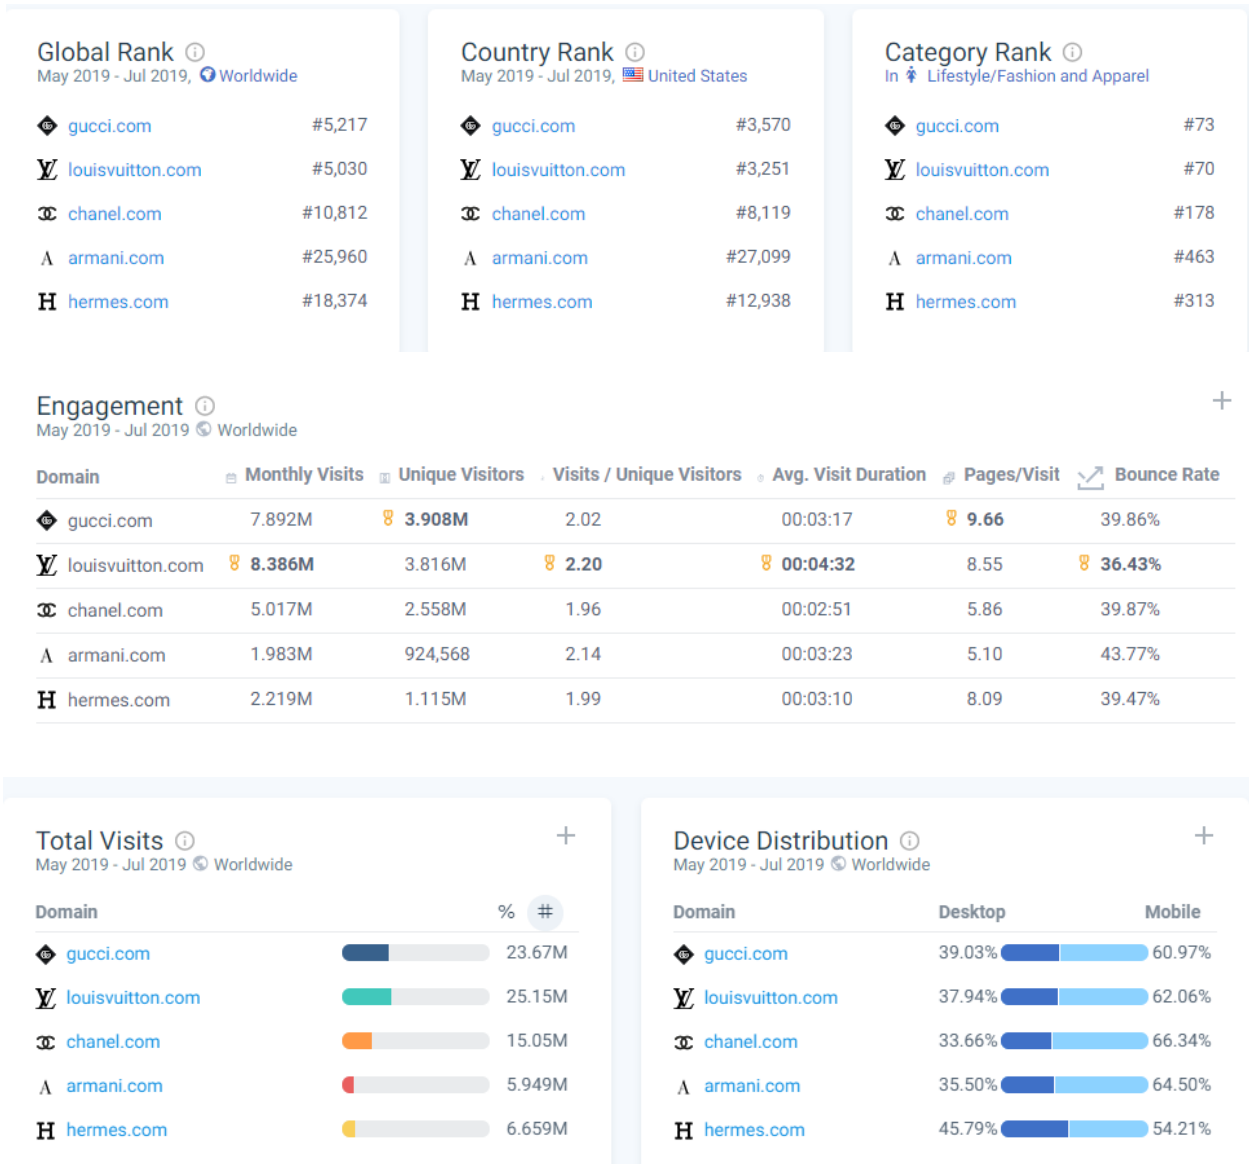 Global Rank
May 2019 - Jul 2019, Worldwide
gucci.com #5,217
louisvuitton.com #5,030
chanel.com #10,812
armani.com #25,960
hermes.com #18,374
Country Rank
May 2019 - Jul 2019, United States
gucci.com #3,570
louisvuitton.com #3,251
chanel.com #8,119
armani.com #27,099
hermes.com #12,938
Category Rank
In Lifestyle/Fashion and Apparel
gucci.com #73
louisvuitton.com #70
chanel.com #178
armani.com #463
hermes.com #313
Engagement
May 2019 - Jul 2019 Worldwide
Domain Monthly Visits Unique Visitors Visits / Unique Visitors Avg. Visit Duration Pages/Visit Bounce Rate
gucci.com 7.892M 3.908M 2.02 00:03:17 9.66 39.86%
louisvuitton.com 8.386M 3.816M 2.20 00:04:32 8.55 36.43%
chanel.com 5.017M 2.558M 1.96 00:02:51 5.86 39.87%
armani.com 1.983M 924,568 2.14 00:03:23 5.10 43.77%
hermes.com 2.219M 1.115M 1.99 00:03:10 8.09 39.47%
Total Visits
May 2019 - Jul 2019 Worldwide
Domain % #
gucci.com 23.67M
louisvuitton.com 25.15M
chanel.com 15.05M
armani.com 5.949M
hermes.com 6.659M
Device Distribution
May 2019 - Jul 2019 Worldwide
Domain Desktop Mobile
gucci.com 39.03% 60.97%
louisvuitton.com 37.94% 62.06%
chanel.com 33.66% 66.34%
armani.com 35.50% 64.50%
hermes.com 45.79% 54.21%